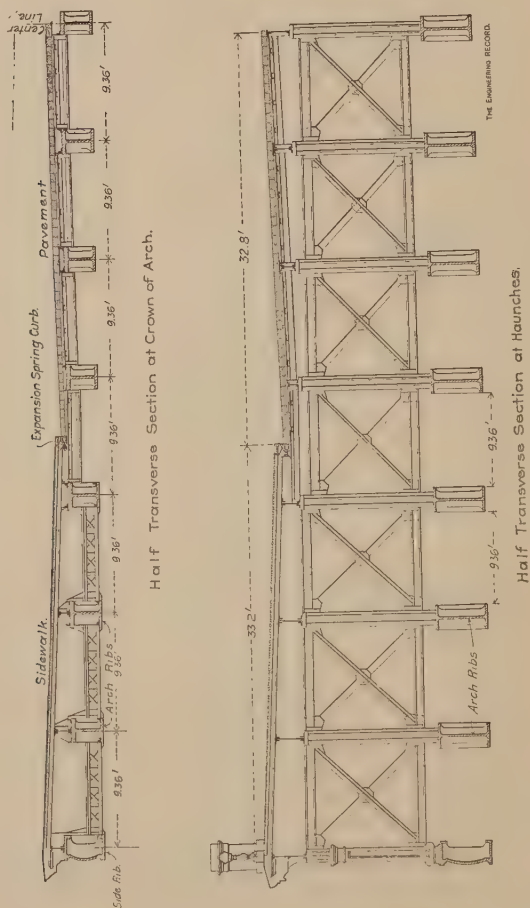 Center
Line.
9.36'
9.36'
9.36'
9.36'
9.36'
9.36'
9.36'
Pavement
Expansion Spring Curb.
Sidewalk.
Arch Ribs
Side Rib.
Half Transverse Section at Crown of Arch.
32.8'
33.2'
9.36'
9.36'
Arch Ribs
THE ENGINEERING RECORD.
Half Transverse Section at Haunches.